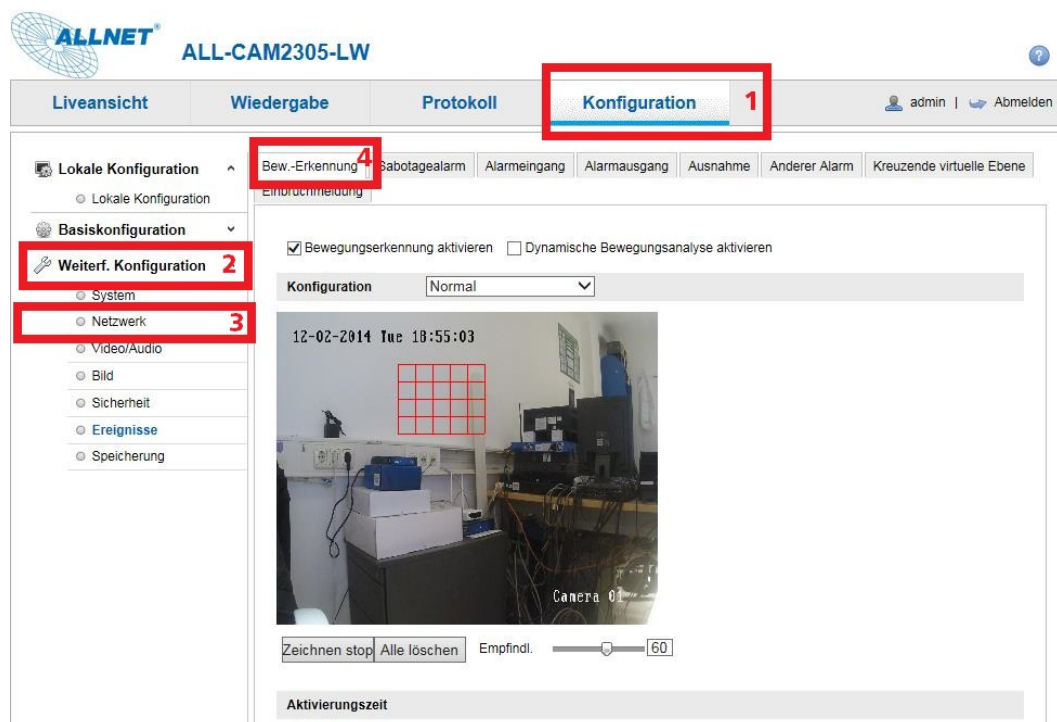 ALLNET®
ALL-CAM2305-LW
?
Liveansicht
Wiedergabe
Protokoll
Konfiguration
1
admin | Abmelden
Lokale Konfiguration
Lokale Konfiguration
Basiskonfiguration
Weiterf. Konfiguration
2
System
Netzwerk
3
Video/Audio
Bild
Sicherheit
Ereignisse
Speicherung
Bew.-Erkennung
4
Sabotagealarm
Alarmeingang
Alarmausgang
Ausnahme
Anderer Alarm
Kreuzende virtuelle Ebene
Einbruchmeldung
Bewegungserkennung aktivieren
Dynamische Bewegungsanalyse aktivieren
Konfiguration
Normal
12-02-2014 Tue 18:55:03
Camera 01
Zeichnen stop
Alle löschen
Empfindl.
60
Aktivierungszeit